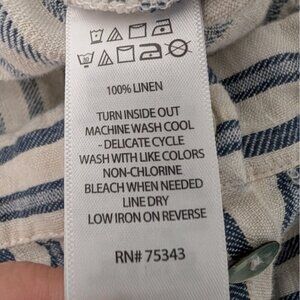 100% LINEN
TURN INSIDE OUT
MACHINE WASH COOL
- DELICATE CYCLE
WASH WITH LIKE COLORS
NON-CHLORINE
BLEACH WHEN NEEDED
LINE DRY
LOW IRON ON REVERSE
RN# 75343